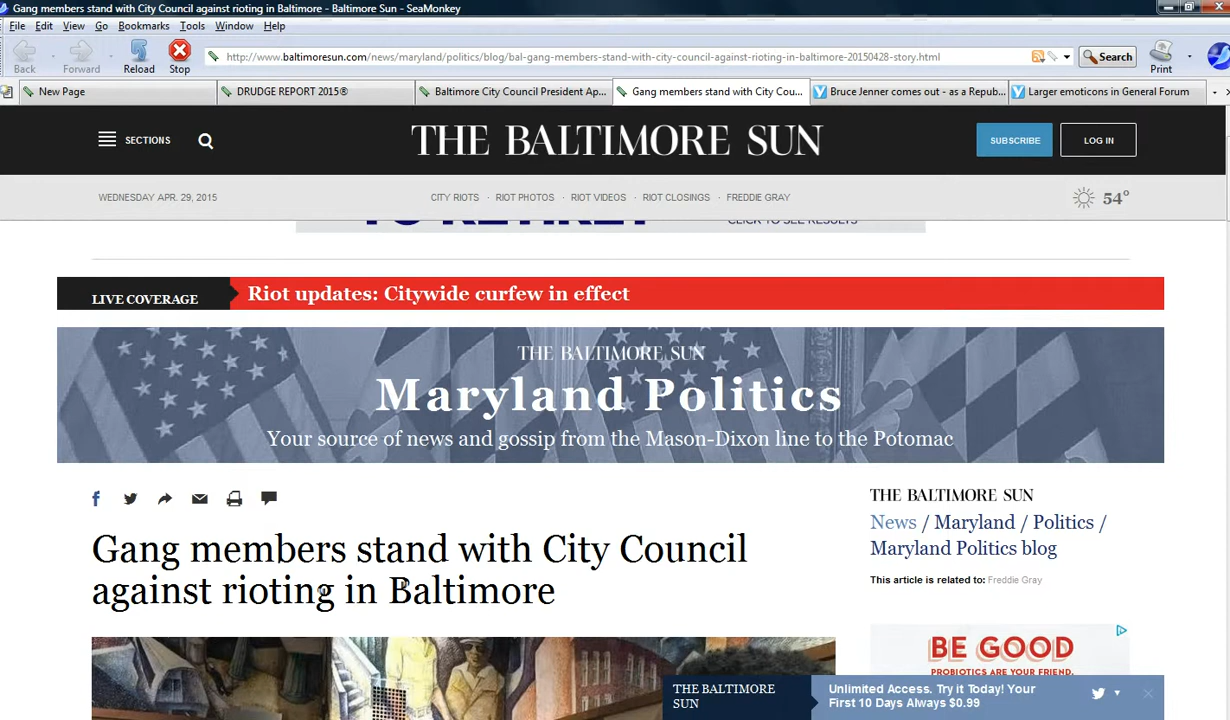 Gang members stand with City Council against rioting in Baltimore - Baltimore Sun - SeaMonkey
File Edit View Go Bookmarks Tools Window Help
Back Forward Reload Stop http://www.baltimoresun.com/news/maryland/politics/blog/bal-gang-members-stand-with-city-council-against-rioting-in-baltimore-20150428-story.html Search Print
New Page DRUDGE REPORT 2015® Baltimore City Council President Ap... Gang members stand with City Cou... Bruce Jenner comes out - as a Repub... Larger emoticons in General Forum
SECTIONS THE BALTIMORE SUN SUBSCRIBE LOG IN
WEDNESDAY APR. 29, 2015 CITY RIOTS · RIOT PHOTOS · RIOT VIDEOS · RIOT CLOSINGS · FREDDIE GRAY 54°
CLICK TO SEE RESULTS
LIVE COVERAGE Riot updates: Citywide curfew in effect
THE BALTIMORE SUN
Maryland Politics
Your source of news and gossip from the Mason-Dixon line to the Potomac
Gang members stand with City Council
against rioting in Baltimore
THE BALTIMORE SUN
News / Maryland / Politics /
Maryland Politics blog
This article is related to: Freddie Gray
BE GOOD
PROBIOTICS ARE YOUR FRIEND.
THE BALTIMORE
SUN
Unlimited Access. Try it Today! Your
First 10 Days Always $0.99